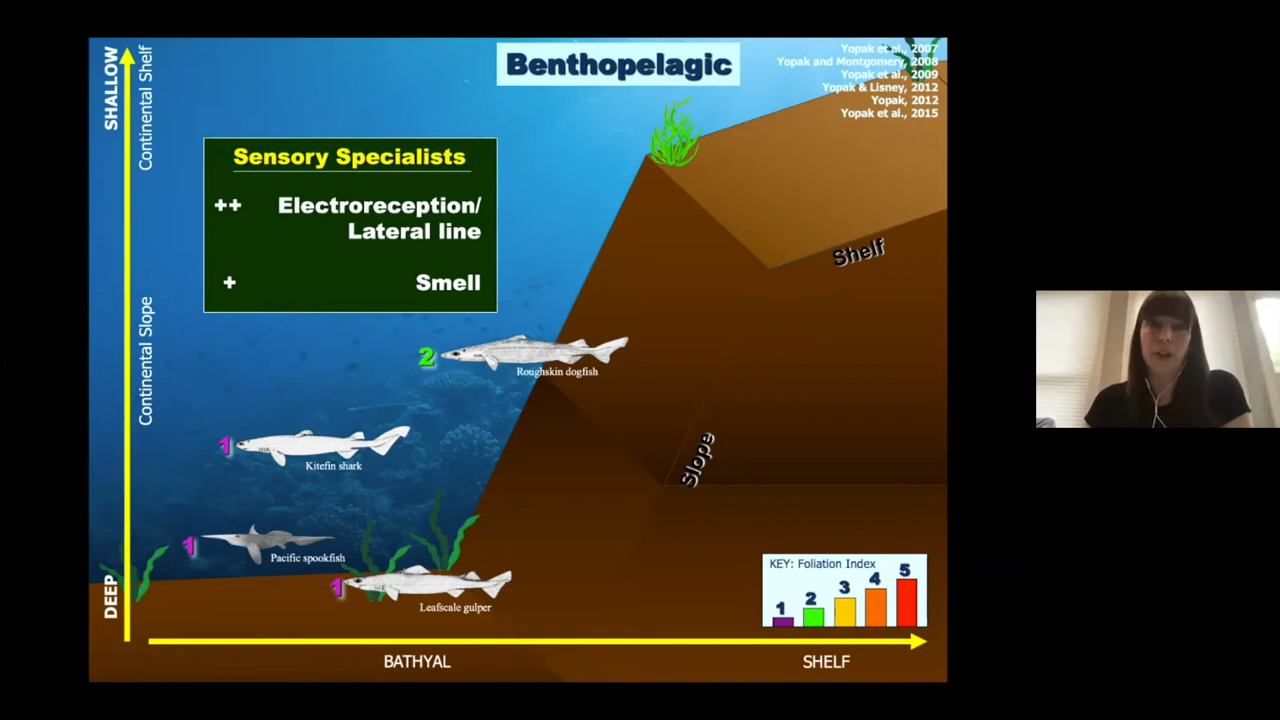 Benthopelagic
Yopak et al., 2007
Yopak and Montgomery, 2008
Yopak et al., 2009
Yopak & Lisney, 2012
Yopak, 2012
Yopak et al., 2015
SHALLOW
Continental Shelf
Sensory Specialists
++ Electroreception/
Lateral line
+ Smell
Shelf
Continental Slope
2
Roughskin dogfish
1
Kitefin shark
Slope
1
Pacific spookfish
1
Leafscale gulper
KEY: Foliation Index
1 2 3 4 5
DEEP
BATHYAL
SHELF